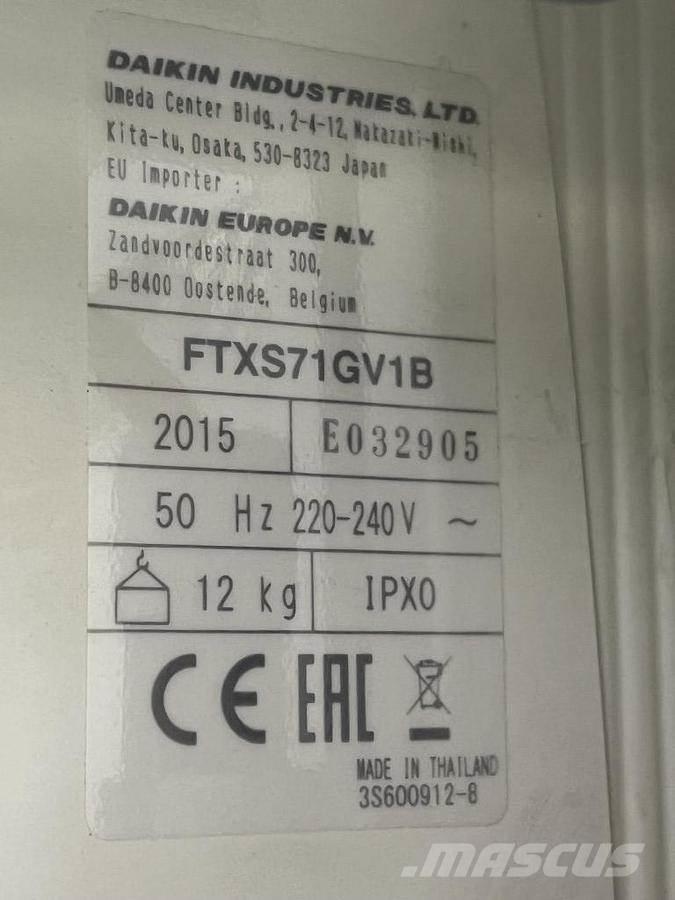 DAIKIN INDUSTRIES, LTD.
Umeda Center Bldg., 2-4-12, Nakazaki-Nishi,
Kita-ku, Osaka, 530-8323 Japan
EU Importer :
DAIKIN EUROPE N.V.
Zandvoordestraat 300,
B-8400 Oostende, Belgium
FTXS71GV1B
2015 E032905
50 Hz 220-240V ~
12 kg IPX0
CE EAC
MADE IN THAILAND
3S600912-8
MASCUS